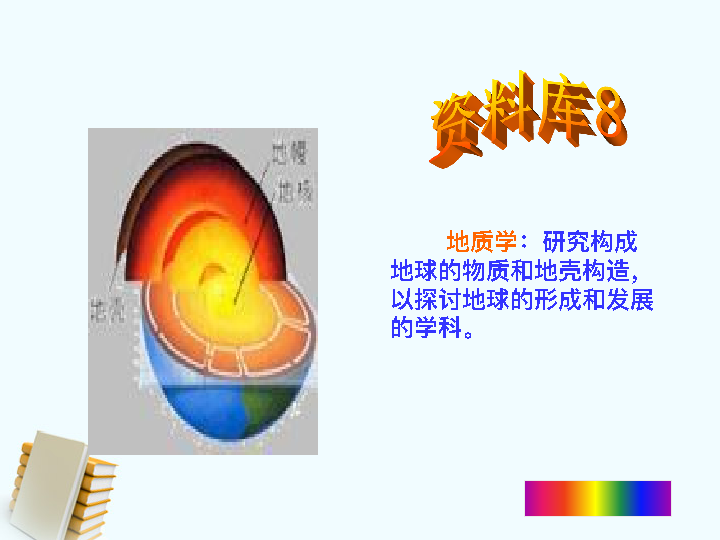 资料库8
地幔
地核
地壳
地质学：研究构成
地球的物质和地壳构造，
以探讨地球的形成和发展
的学科。